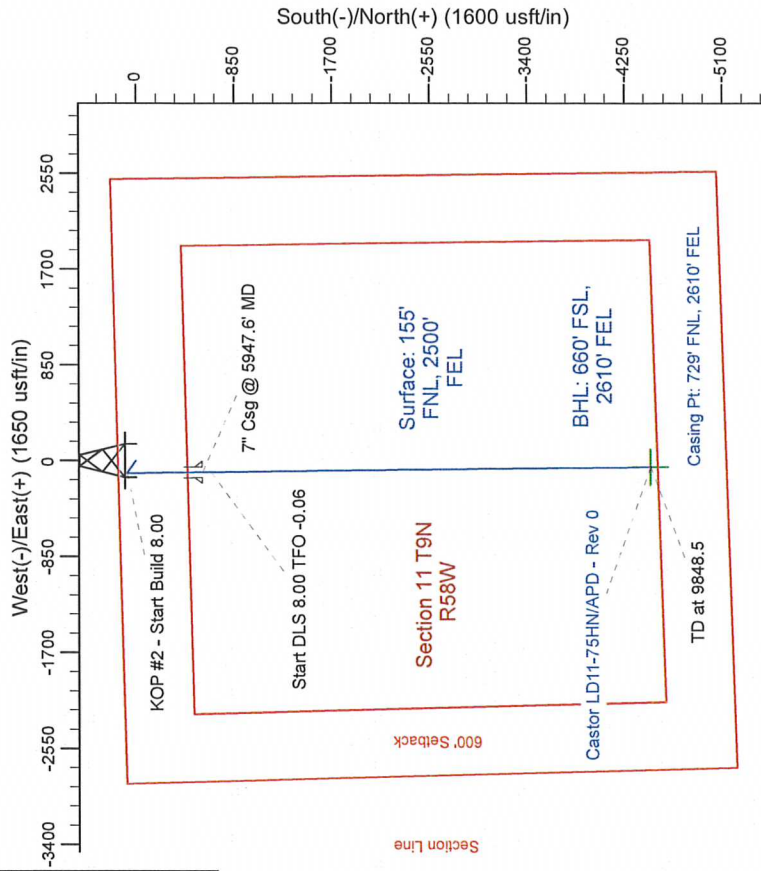 South(-)/North(+) (1600 usft/in)
0
-850
-1700
-2550
-3400
-4250
-5100
West(-)/East(+) (1650 usft/in)
2550
1700
850
0
-850
-1700
-2550
-3400
7" Csg @ 5947.6' MD
Surface: 155'
FNL, 2500'
FEL
BHL: 660' FSL,
2610' FEL
Casing Pt: 729' FNL, 2610' FEL
KOP #2 - Start Build 8.00
Start DLS 8.00 TFO -0.06
Section 11 T9N
R58W
Castor LD11-75HN/APD - Rev 0
TD at 9848.5
600' Setback
Section Line